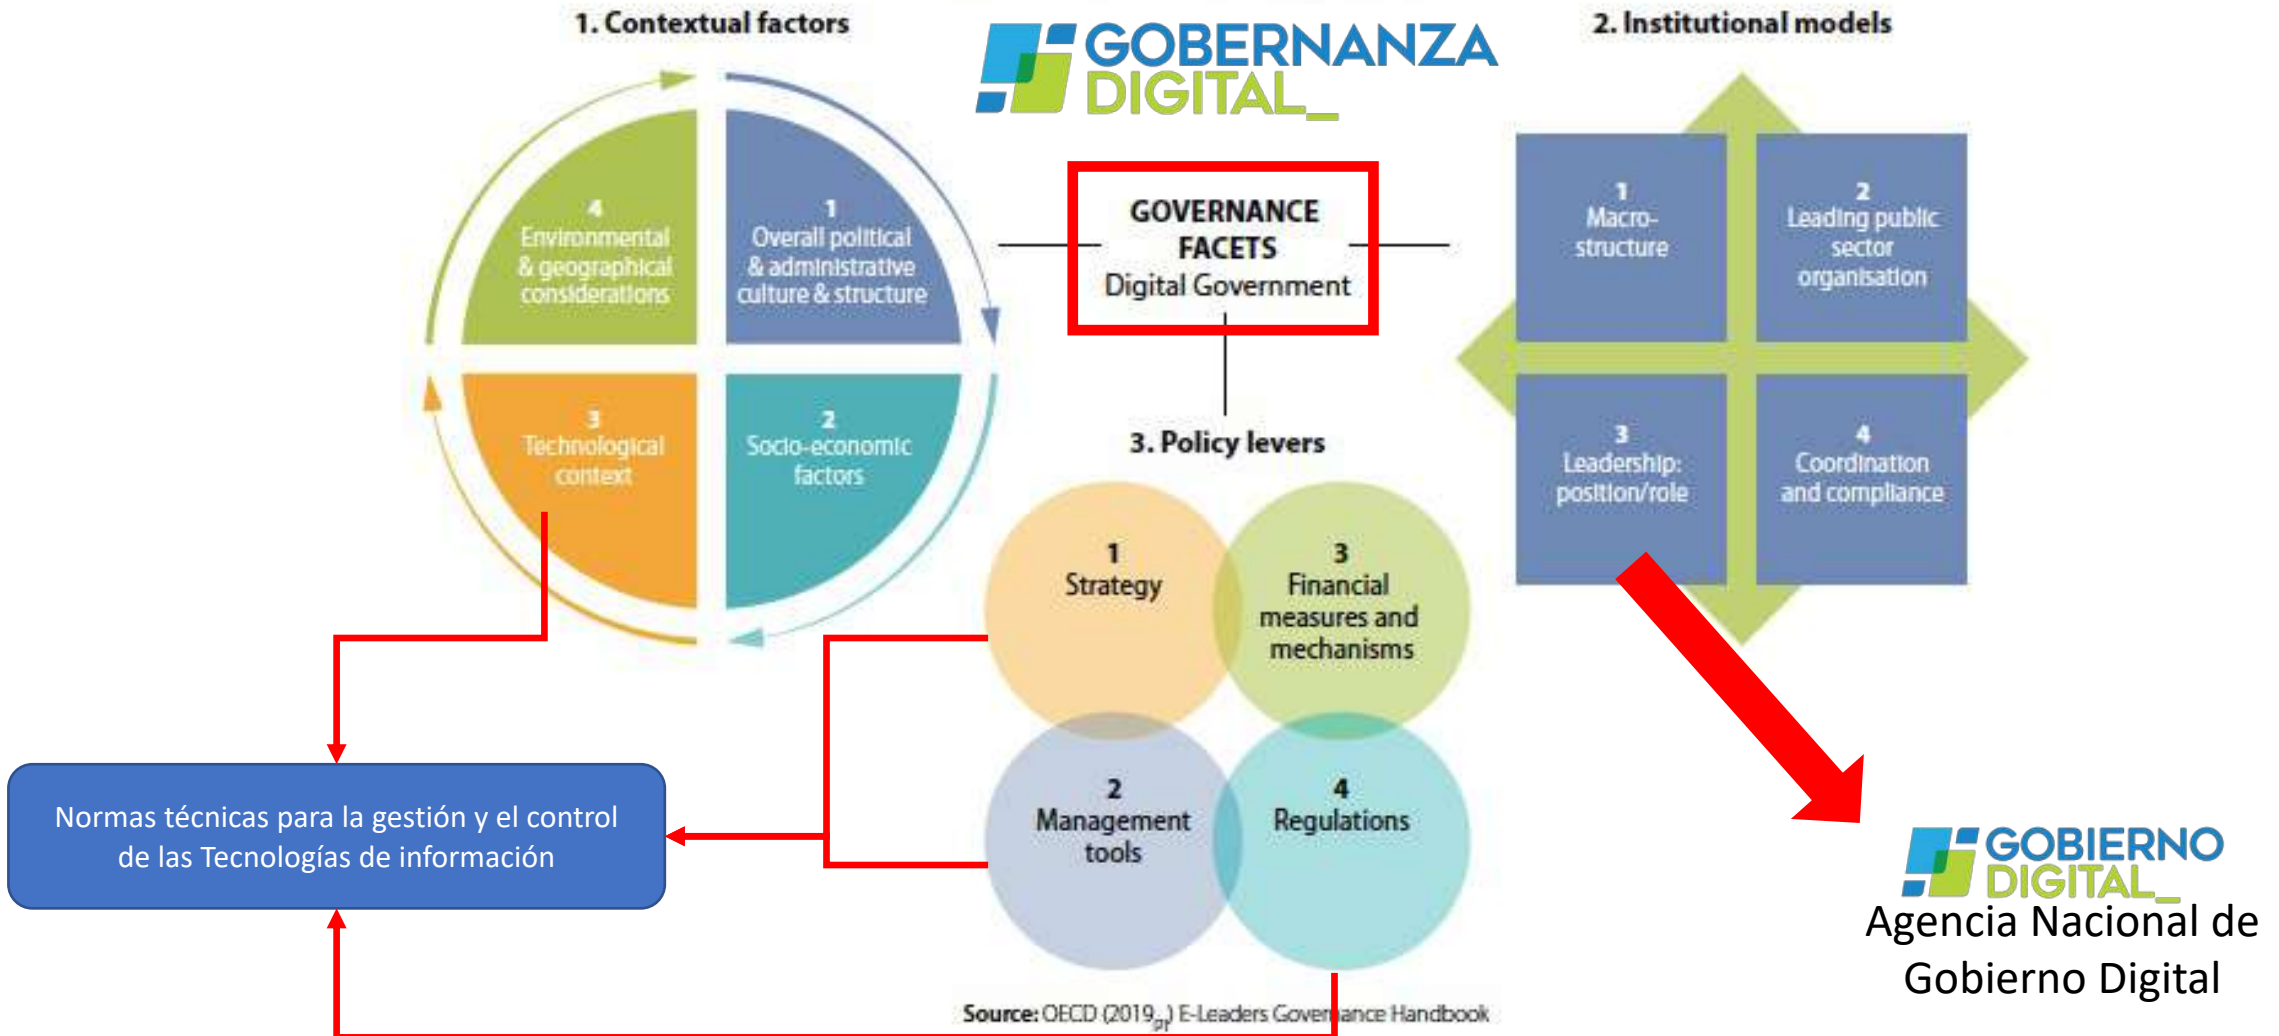 1. Contextual factors
GOBERNANZA
DIGITAL_
2. Institutional models
4
Environmental
& geographical
considerations
1
Overall political
& administrative
culture & structure
3
Technological
context
2
Socio-economic
factors
GOVERNANCE
FACETS
Digital Government
1
Macro-
structure
2
Leading public
sector
organisation
3
Leadership:
position/role
4
Coordination
and compliance
3. Policy levers
1
Strategy
3
Financial
measures and
mechanisms
2
Management
tools
4
Regulations
Normas técnicas para la gestión y el control
de las Tecnologías de información
GOBIERNO
DIGITAL_
Agencia Nacional de
Gobierno Digital
Source: OECD (2019) E-Leaders Governance Handbook